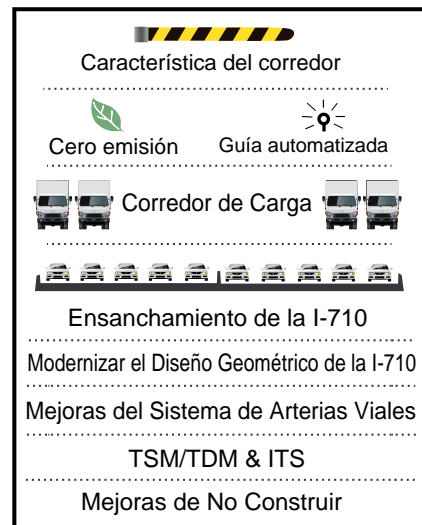 Característica del corredor
Cero emisión
Guía automatizada
Corredor de Carga
Ensanchamiento de la I-710
Modernizar el Diseño Geométrico de la I-710
Mejoras del Sistema de Arterias Viales
TSM/TDM & ITS
Mejoras de No Construir